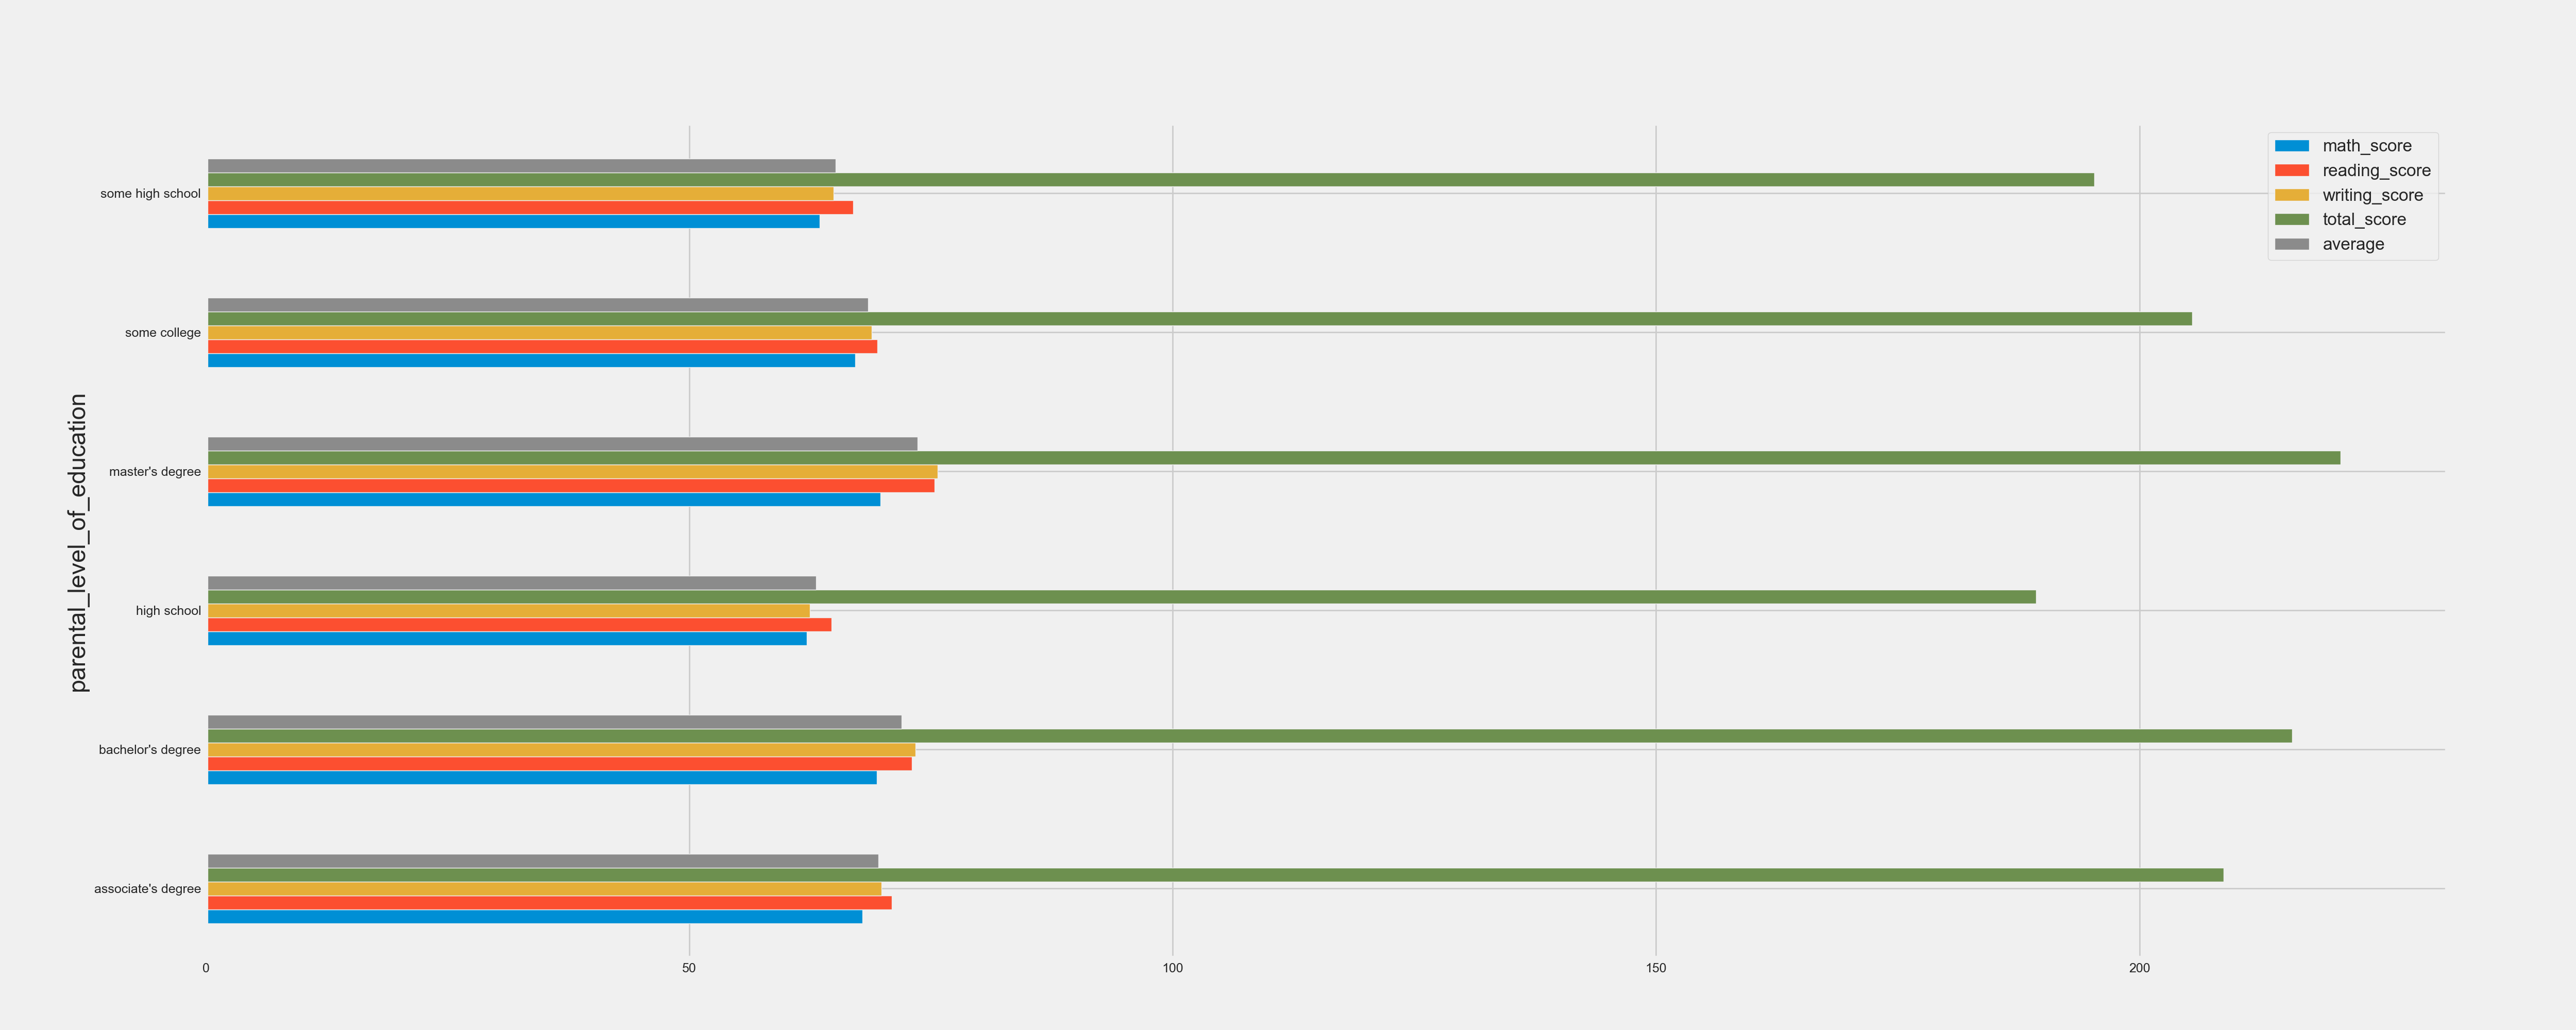 some high school
some college
master's degree
high school
bachelor's degree
associate's degree
parental_level_of_education
0 50 100 150 200
math_score
reading_score
writing_score
total_score
average